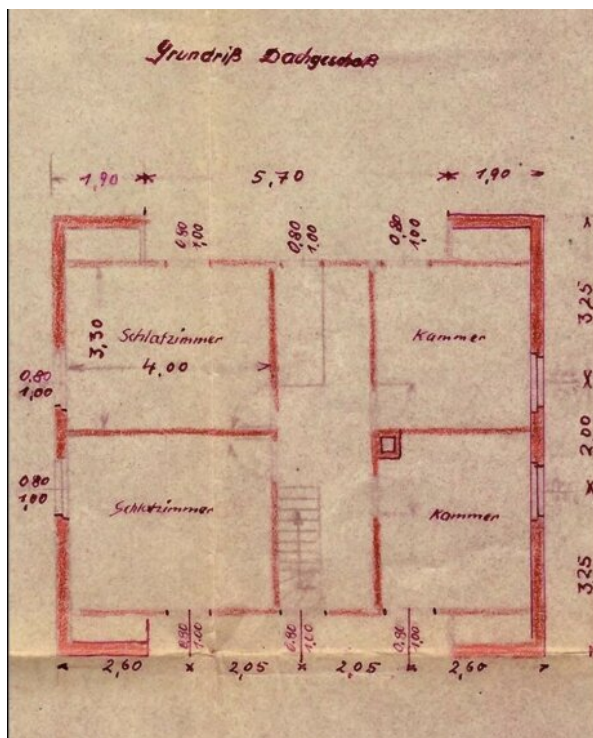 Grundriß Dachgeschoß
1,90 5,70 1,90
0,80 0,80 0,80
1,00 1,00 1,00
3,25
Schlafzimmer Kammer
3,30
4,00
0,80
1,00
2,00
0,80
1,00
Schlafzimmer Kammer
3,25
0,80 0,80 0,80
1,00 1,00 1,00
2,60 2,05 2,05 2,60